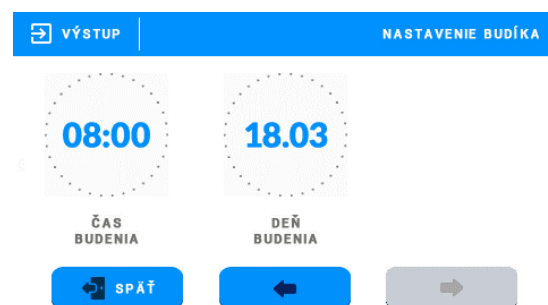 VÝSTUP
NASTAVENIE BUDÍKA
08:00
18.03
ČAS
BUDENIA
DEŇ
BUDENIA
SPÄŤ